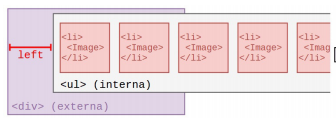 <li> <li> <li> <li> <li>
<Image> <Image> <Image> <Image> <Imag
</li> </li> </li> </li> </li>
left
<ul> (interna)
<div> (externa)